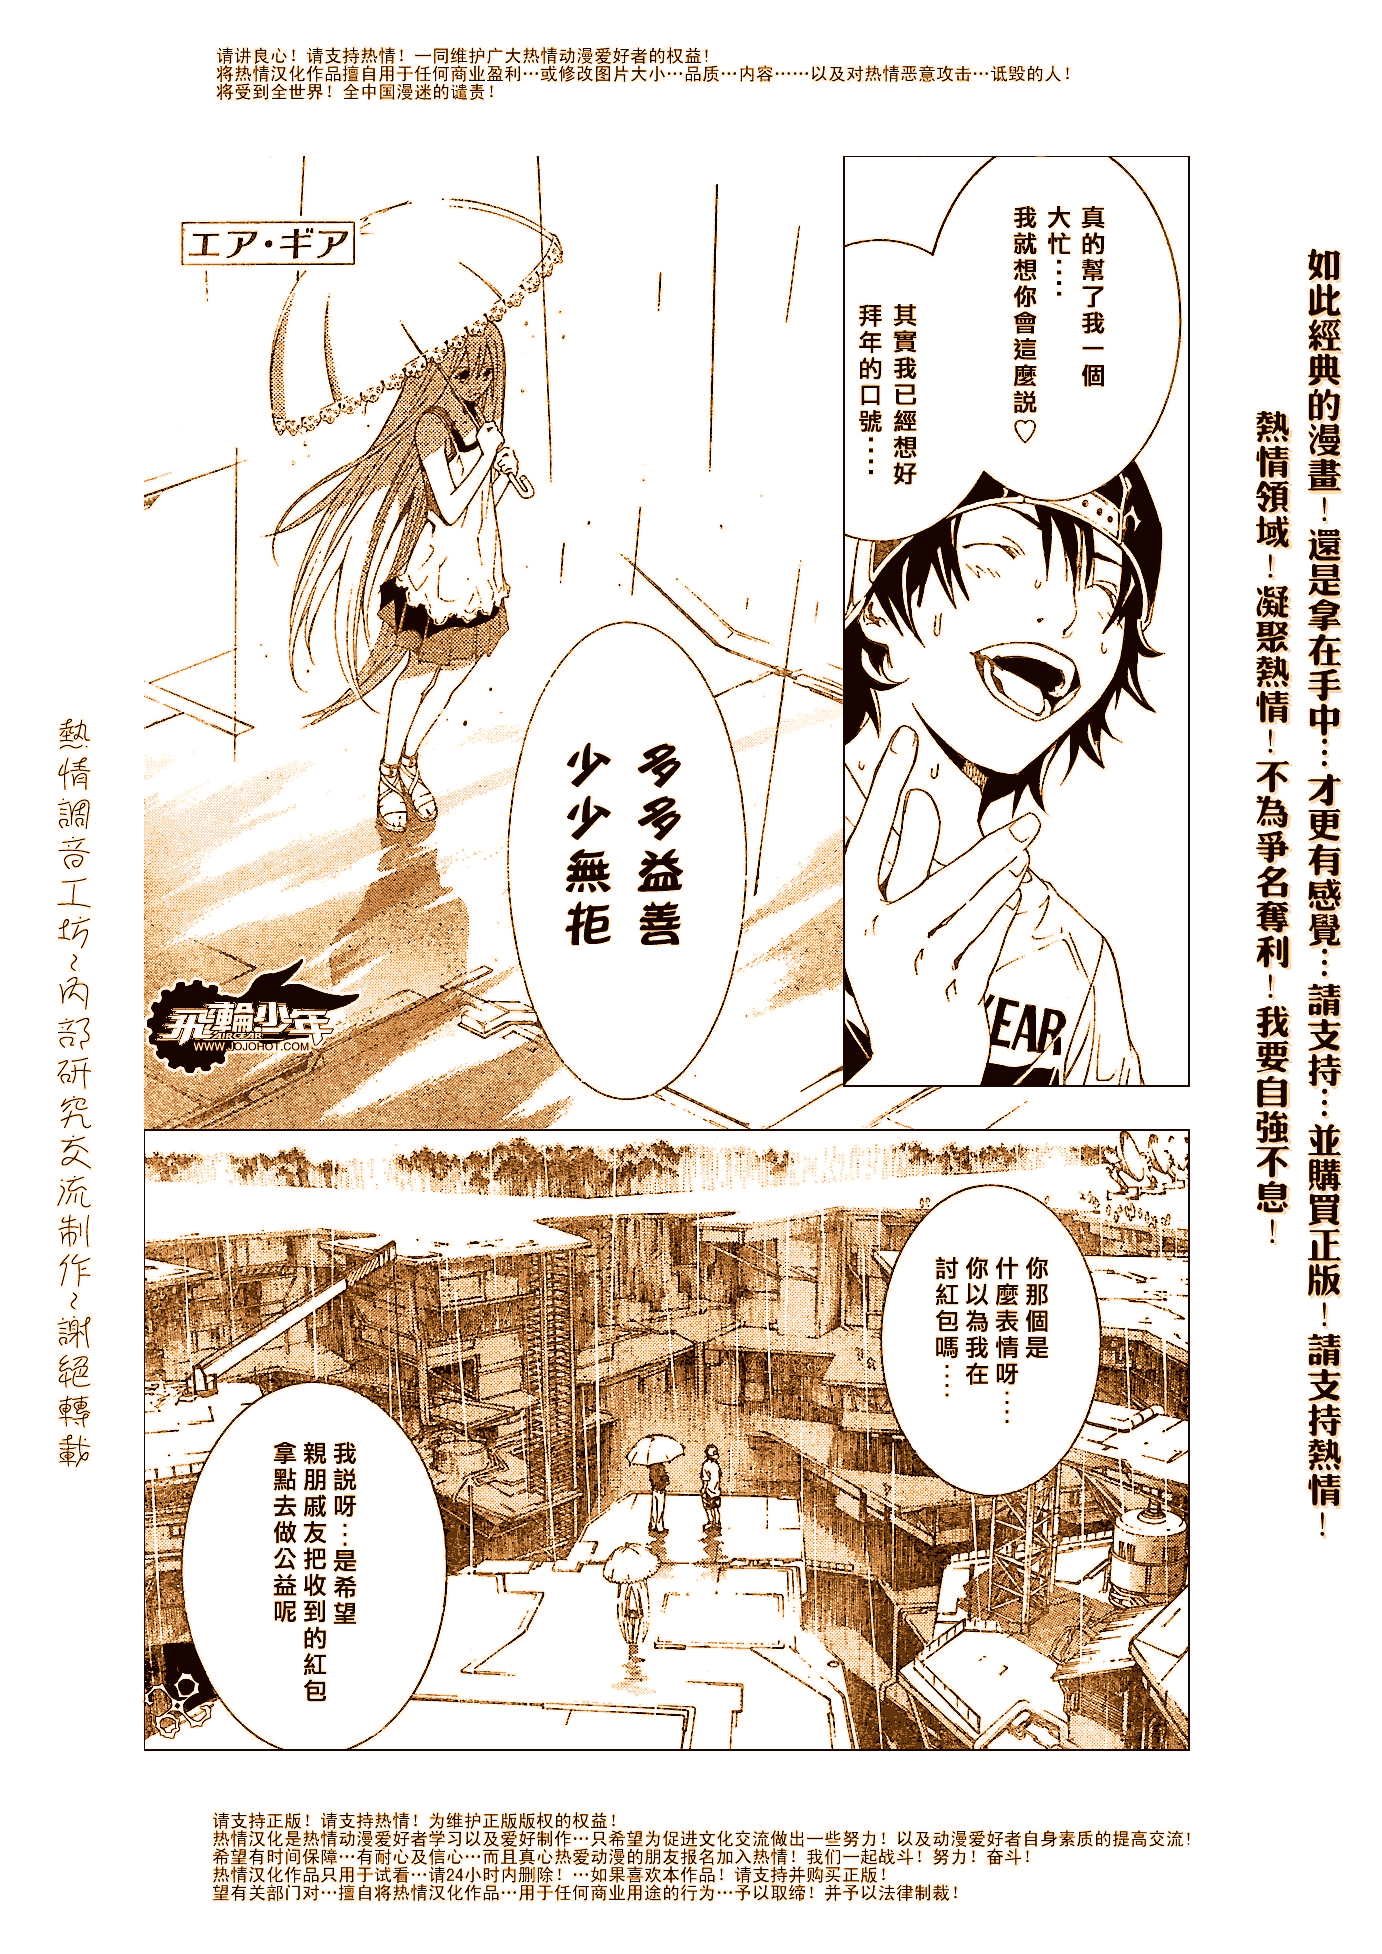 请讲良心！请支持热情！一同维护广大热情动漫爱好者的权益！
将热情汉化作品擅自用于任何商业盈利…或修改图片大小…品质…内容……以及对热情恶意攻击…诋毁的人！
将受到全世界！全中国漫迷的谴责！
如此經典的漫畫！還是拿在手中…才更有感覺…請支持…並購買正版！請支持熱情！
熱情領域！凝聚熱情！不為爭名奪利！我要自強不息！
真的幫了我一個
大忙‥‥
我就想你會這麼説♡
其實我已經想好
拜年的口號‥‥
YEAR
エア・ギア
多多益善
少少無拒
飛輪少年
AIRGEAR
WWW.JOJOHOT.COM
你那個是
什麼表情呀‥‥
你以為我在
討紅包嗎‥‥
我説呀…是希望
親朋戚友把收到的紅包
拿點去做公益呢
熱情調音工坊~內部研究交流制作~謝絕轉載
请支持正版！请支持热情！为维护正版版权的权益！
热情汉化是热情动漫爱好者学习以及爱好制作…只希望为促进文化交流做出一些努力！以及动漫爱好者自身素质的提高交流！
希望有时间保障…有耐心及信心…而且真心热爱动漫的朋友报名加入热情！我们一起战斗！努力！奋斗！
热情汉化作品只用于试看…请24小时内删除！…如果喜欢本作品！请支持并购买正版！
望有关部门对…擅自将热情汉化作品…用于任何商业用途的行为…予以取缔！并予以法律制裁！